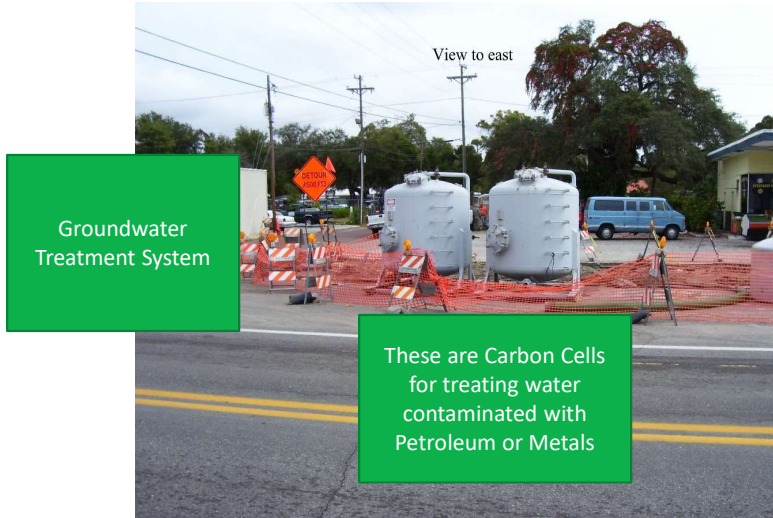 View to east
DETOUR
Groundwater
Treatment System
These are Carbon Cells
for treating water
contaminated with
Petroleum or Metals